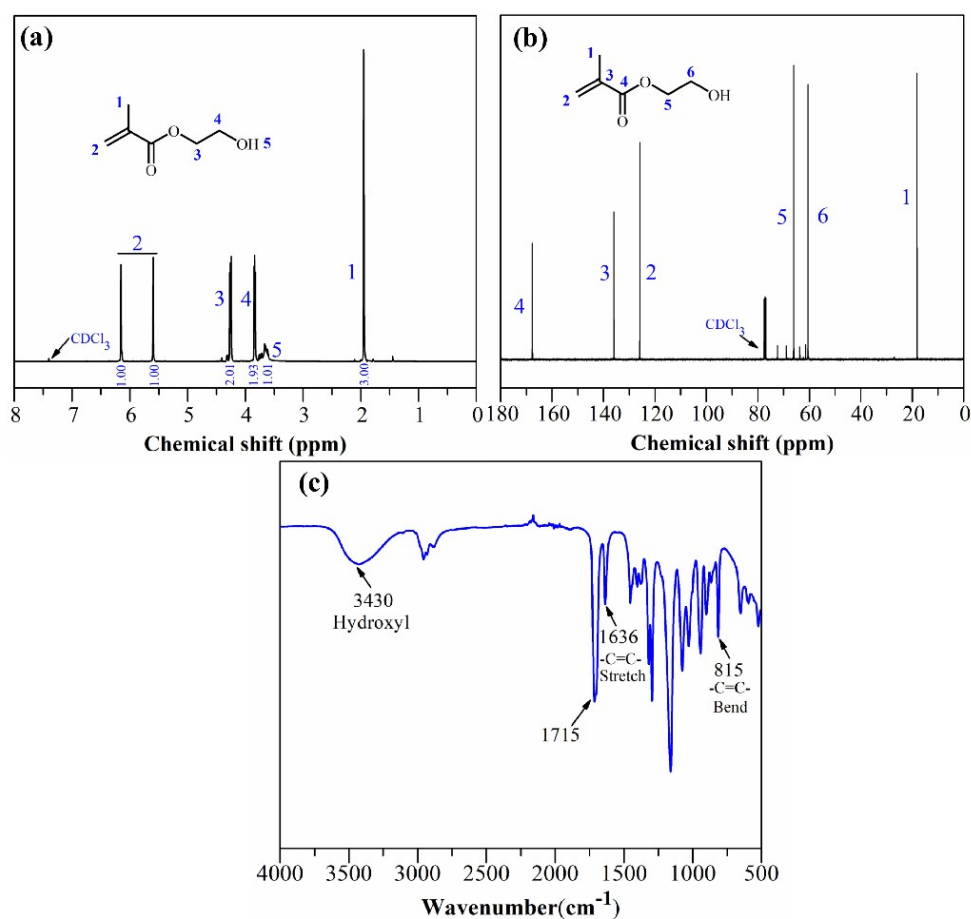 (a)
1
4
2
O
OH 5
3
O
2
3
4
1
5
CDCl3
1.00
1.00
2.01
1.93
1.01
3.00
8 7 6 5 4 3 2 1 0
Chemical shift (ppm)
(b)
1
6
3
4
2
O
OH
5
O
1
5
6
3
2
4
CDCl3
180 160 140 120 100 80 60 40 20 0
Chemical shift (ppm)
(c)
3430
Hydroxyl
1636
-C=C-
Stretch
815
-C=C-
Bend
1715
4000 3500 3000 2500 2000 1500 1000 500
Wavenumber(cm-1)